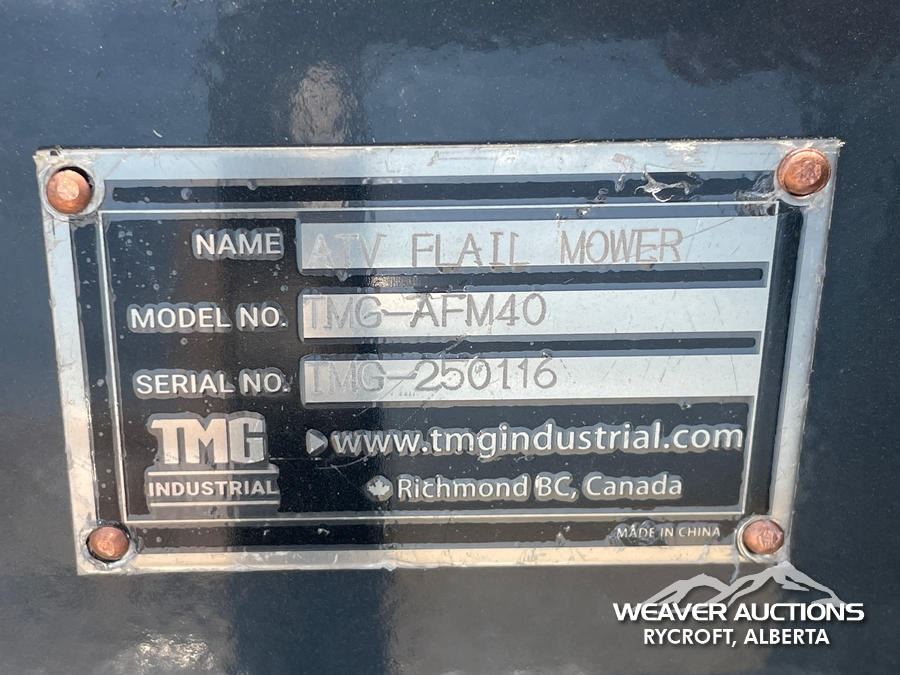 NAME ATV FLAIL MOWER
MODEL NO. TMG-AFM40
SERIAL NO. TMG-250116
TMG INDUSTRIAL
www.tmgindustrial.com
Richmond BC, Canada
MADE IN CHINA
WEAVER AUCTIONS
RYCROFT, ALBERTA